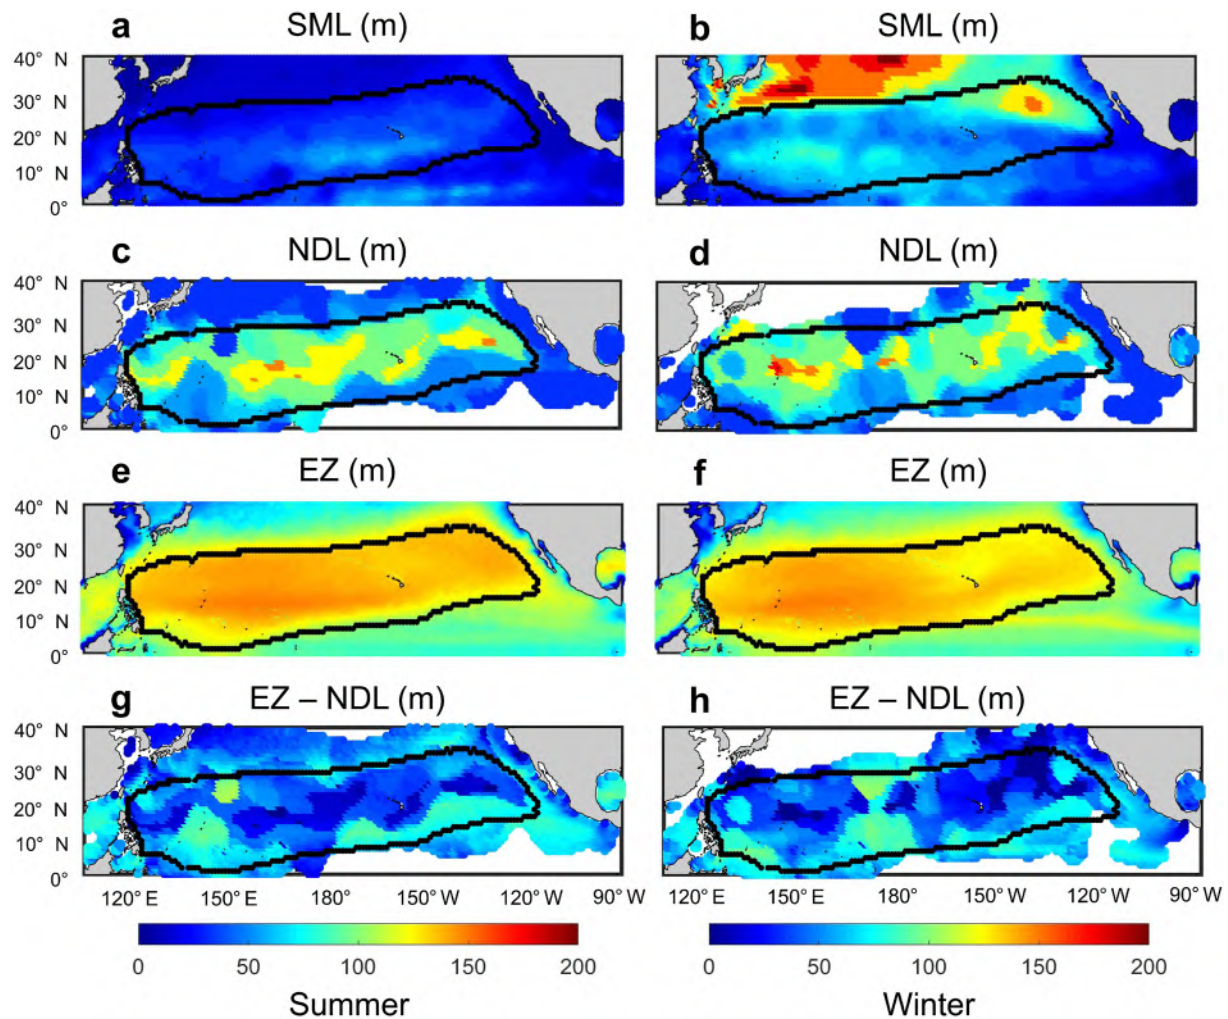 a SML (m) b SML (m)
40° N
30° N
20° N
10° N
0°
c NDL (m) d NDL (m)
40° N
30° N
20° N
10° N
0°
e EZ (m) f EZ (m)
40° N
30° N
20° N
10° N
0°
g EZ – NDL (m) h EZ – NDL (m)
40° N
30° N
20° N
10° N
0°
120° E 150° E 180° 150° W 120° W 90° W 120° E 150° E 180° 150° W 120° W 90° W
0 50 100 150 200 0 50 100 150 200
Summer Winter